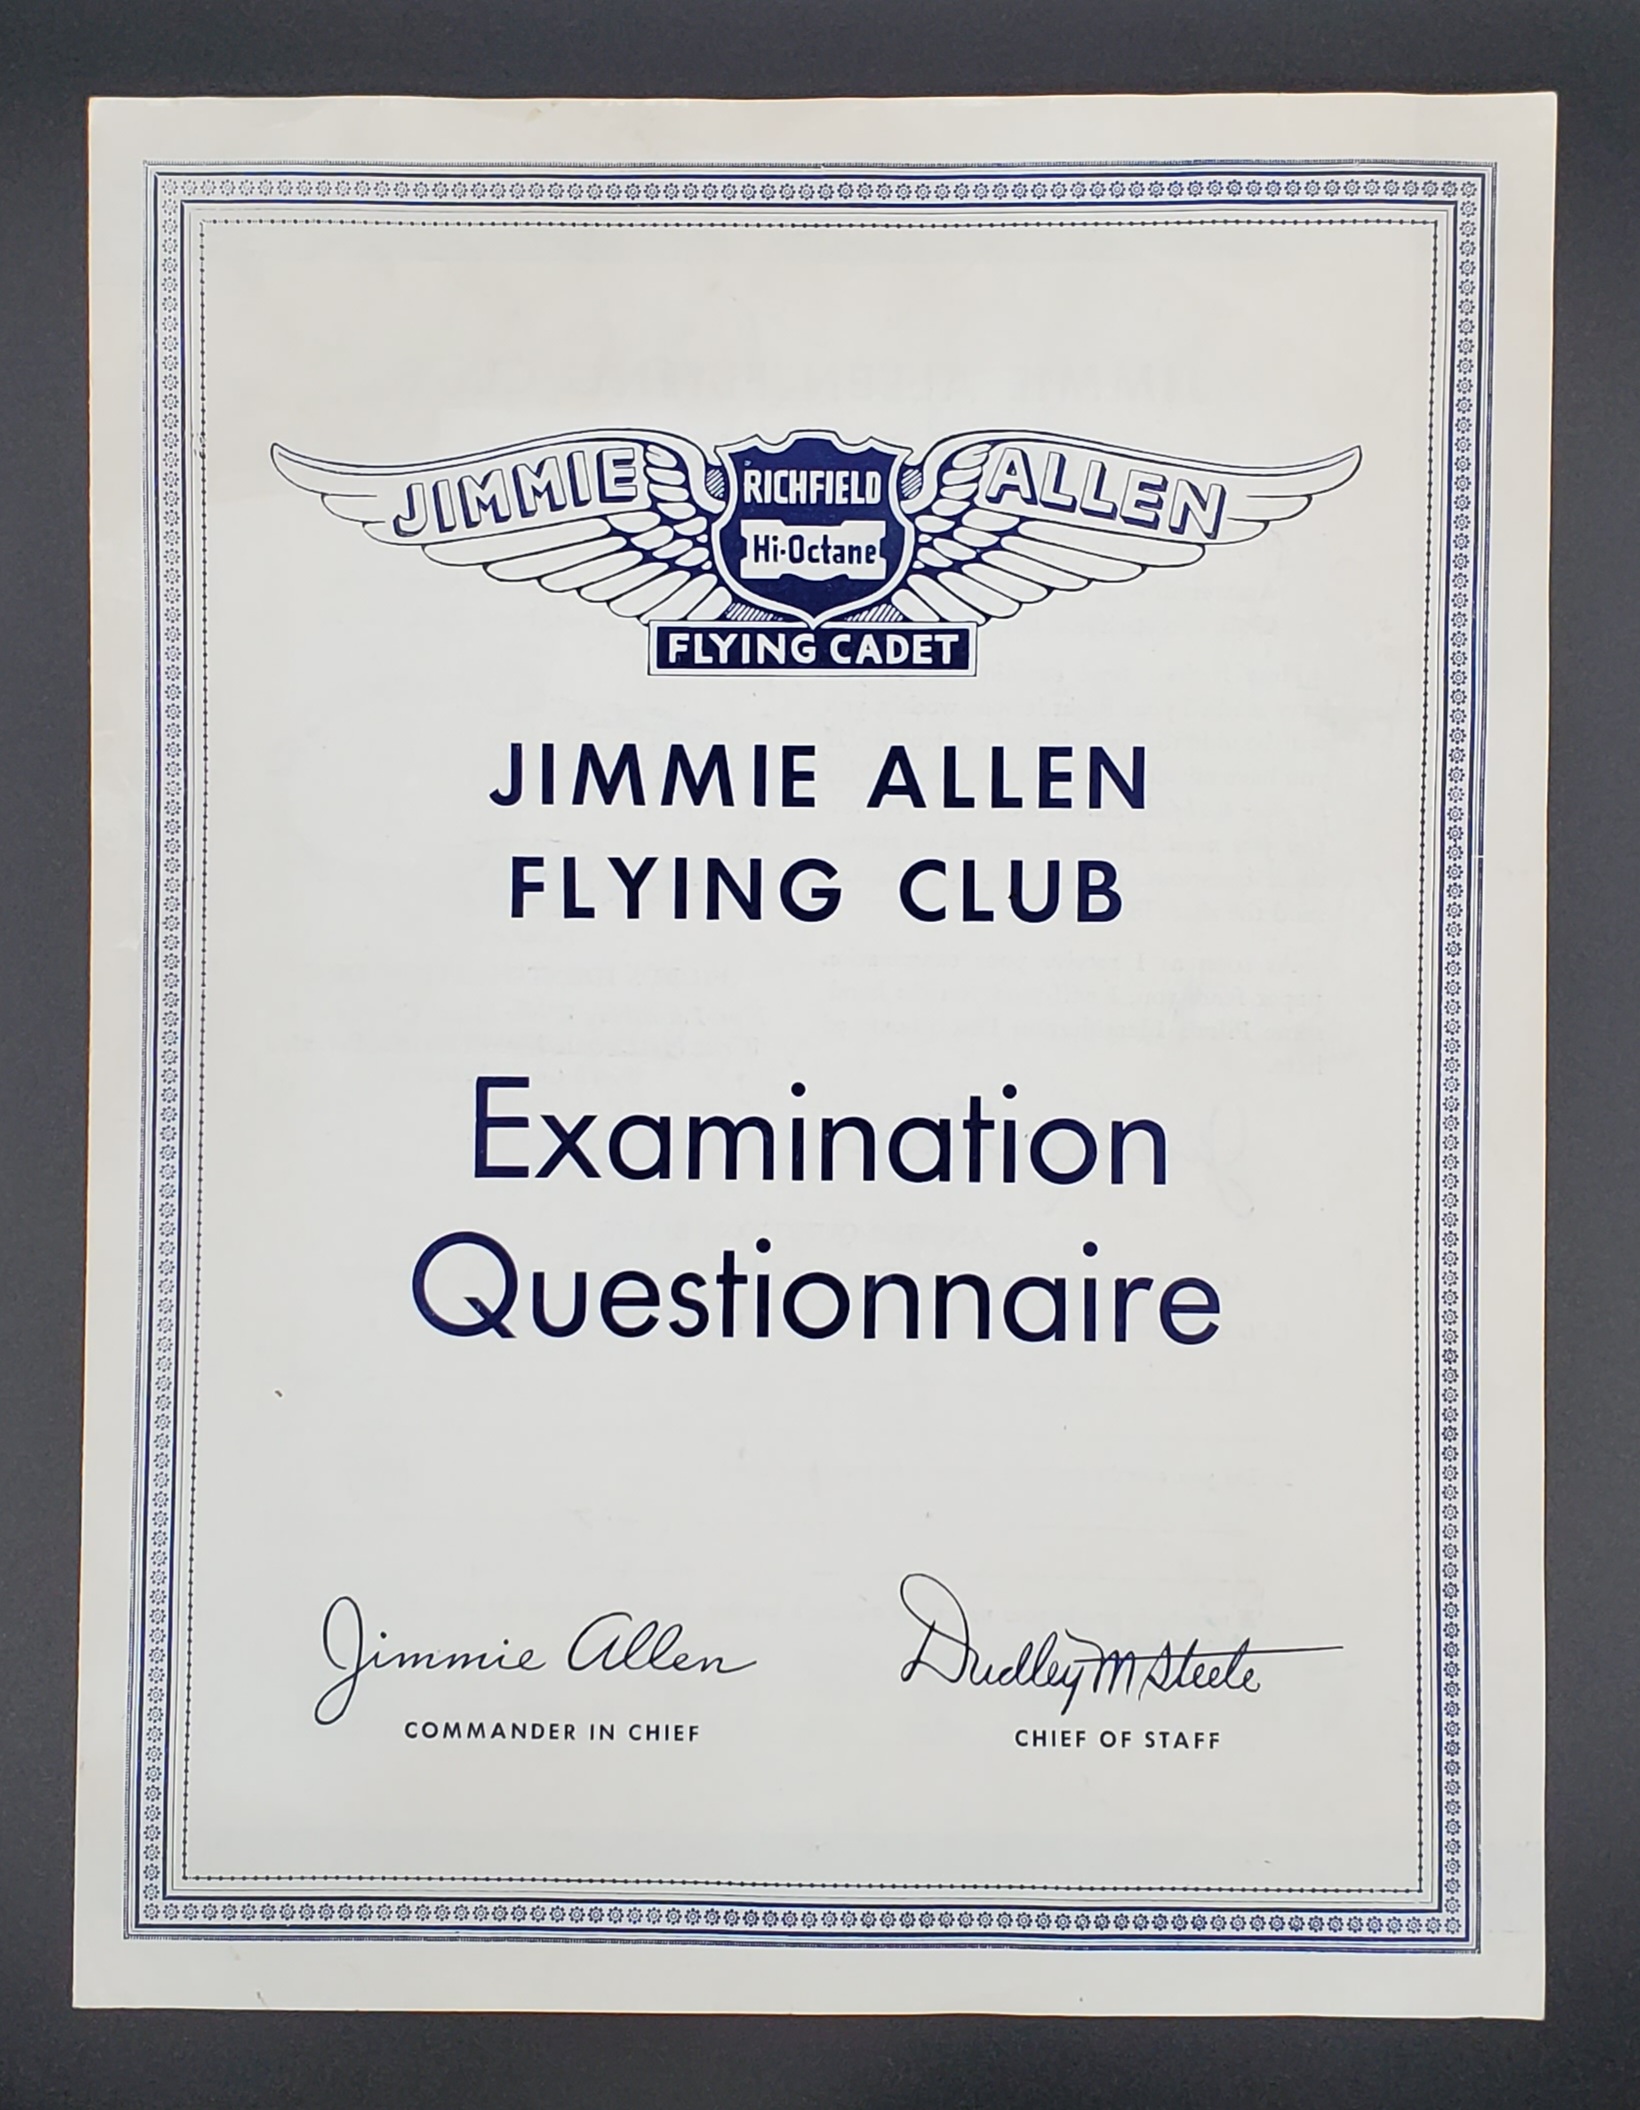 JIMMIE ALLEN
RICHFIELD
Hi-Octane
FLYING CADET
JIMMIE ALLEN
FLYING CLUB
Examination
Questionnaire
Jimmie Allen
Dudley M Steele
COMMANDER IN CHIEF
CHIEF OF STAFF